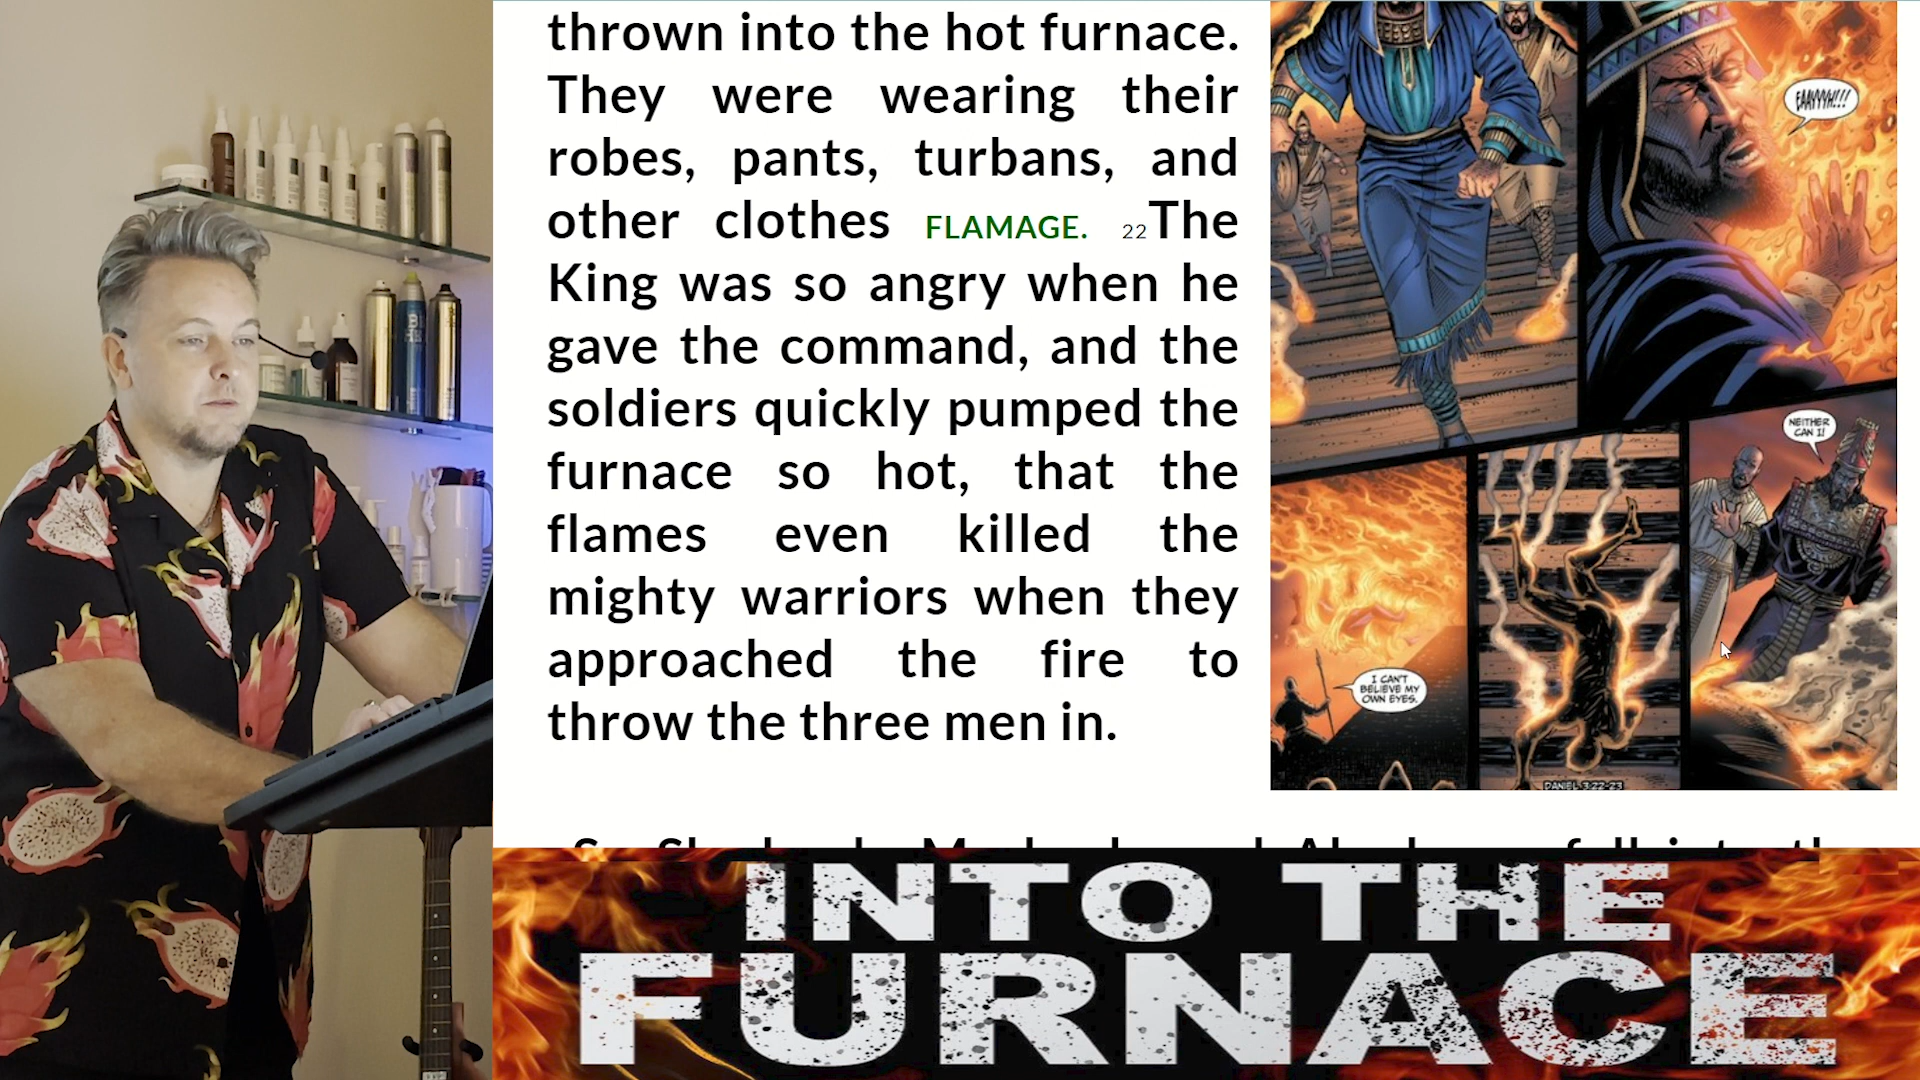 thrown into the hot furnace.
They were wearing their
robes, pants, turbans, and
other clothes FLAMAGE. 22The
King was so angry when he
gave the command, and the
soldiers quickly pumped the
furnace so hot, that the
flames even killed the
mighty warriors when they
approached the fire to
throw the three men in.
EAAYYYH!!!
NEITHER
CAN I!
I CAN'T
BELIEVE MY
OWN EYES.
DANIEL 3:22-23
INTO THE
FURNACE